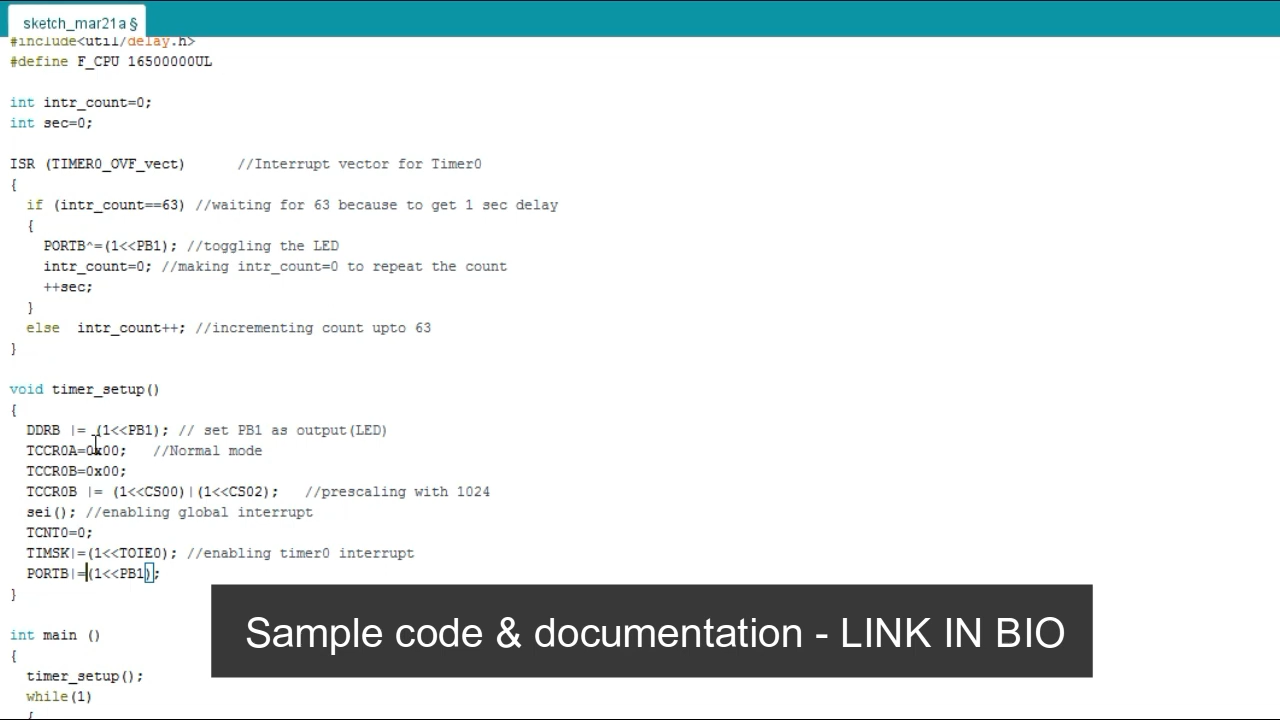 sketch_mar21a §
#include<util/delay.h>
#define F_CPU 16500000UL
int intr_count=0;
int sec=0;
ISR (TIMER0_OVF_vect) //Interrupt vector for Timer0
{
if (intr_count==63) //waiting for 63 because to get 1 sec delay
{
PORTB^=(1<<PB1); //toggling the LED
intr_count=0; //making intr_count=0 to repeat the count
++sec;
}
else intr_count++; //incrementing count upto 63
}
void timer_setup()
{
DDRB |= (1<<PB1); // set PB1 as output(LED)
TCCR0A=0x00; //Normal mode
TCCR0B=0x00;
TCCR0B |= (1<<CS00)|(1<<CS02); //prescaling with 1024
sei(); //enabling global interrupt
TCNT0=0;
TIMSK|=(1<<TOIE0); //enabling timer0 interrupt
PORTB|=(1<<PB1);
}
int main ()
{
timer_setup();
while(1)
{
Sample code & documentation - LINK IN BIO